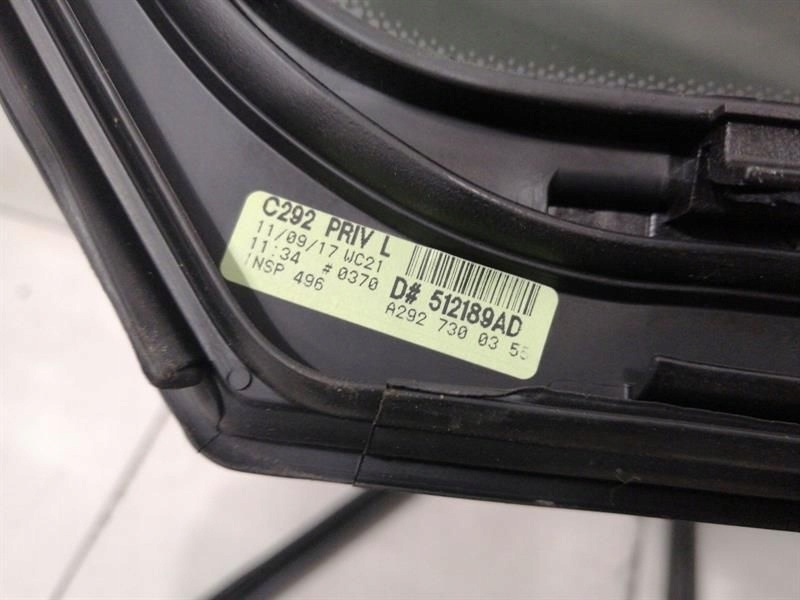 C292 PRIV L
11/09/17 WC21
11:34 #0370
INSP 496
D# 512189AD
A292 730 03 55